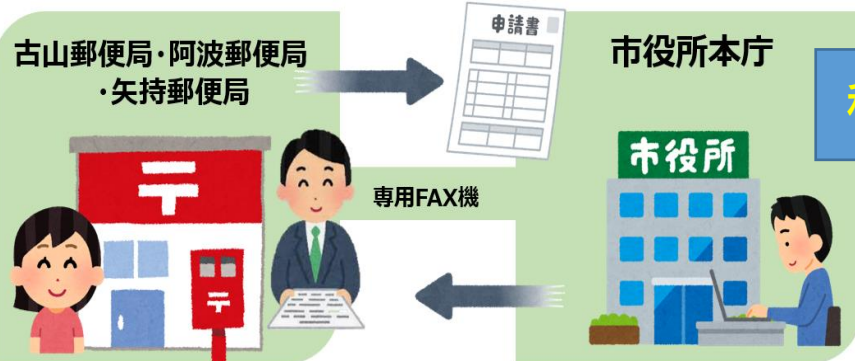 古山郵便局・阿波郵便局
・矢持郵便局
申請書
市役所本庁
市役所
専用FAX機